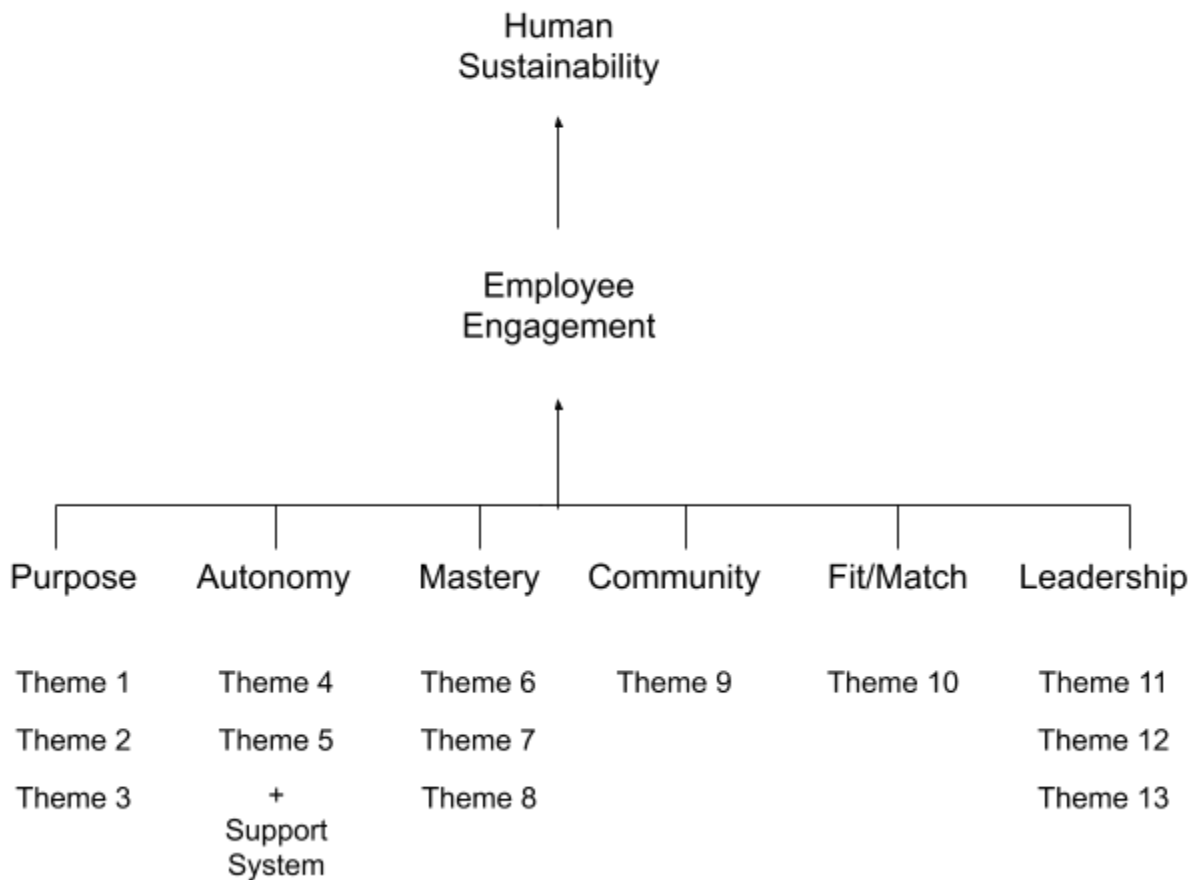 Human
Sustainability
Employee
Engagement
Purpose Autonomy Mastery Community Fit/Match Leadership
Theme 1 Theme 4 Theme 6 Theme 9 Theme 10 Theme 11
Theme 2 Theme 5 Theme 7 Theme 12
Theme 3 + Theme 8 Theme 13
Support
System